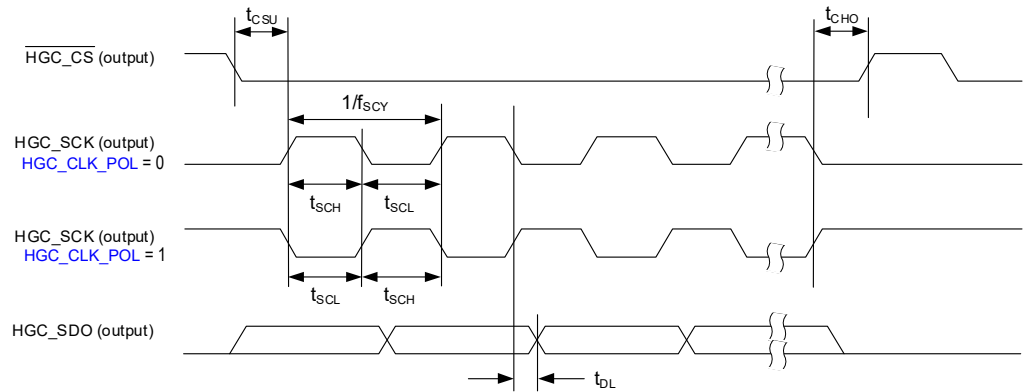 tCSU
tCHO
HGC_CS (output)
1/fSCY
HGC_SCK (output)
HGC_CLK_POL = 0
tSCH
tSCL
HGC_SCK (output)
HGC_CLK_POL = 1
tSCL
tSCH
HGC_SDO (output)
tDL